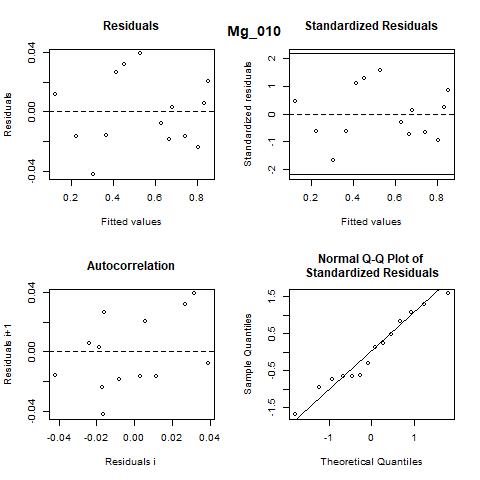 Mg_010
Residuals
Residuals
-0.04 0.00 0.04
0.2 0.4 0.6 0.8
Fitted values
Standardized Residuals
Standardized residuals
-2 -1 0 1 2
0.2 0.4 0.6 0.8
Fitted values
Autocorrelation
Residuals i+1
-0.04 0.00 0.04
-0.04 -0.02 0.00 0.02 0.04
Residuals i
Normal Q-Q Plot of
Standardized Residuals
Sample Quantiles
-1.5 -0.5 0.5 1.5
-1 0 1
Theoretical Quantiles